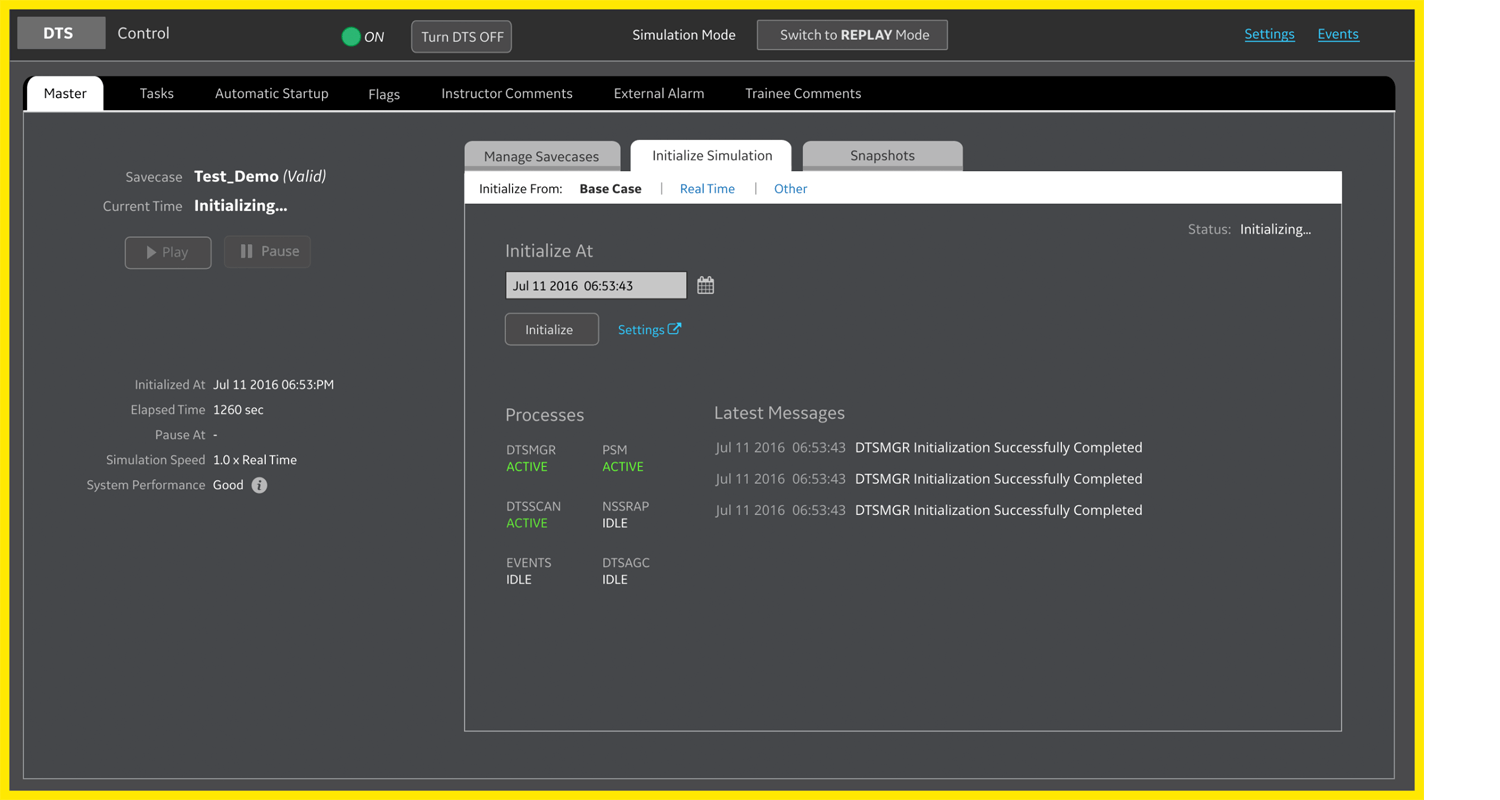 DTS Control ON Turn DTS OFF Simulation Mode Switch to REPLAY Mode Settings Events
Master Tasks Automatic Startup Flags Instructor Comments External Alarm Trainee Comments
Savecase Test_Demo (Valid)
Current Time Initializing...
Play Pause
Initialized At Jul 11 2016 06:53:PM
Elapsed Time 1260 sec
Pause At -
Simulation Speed 1.0 x Real Time
System Performance Good i
Manage Savecases Initialize Simulation Snapshots
Initialize From: Base Case | Real Time | Other
Status: Initializing...
Initialize At
Jul 11 2016 06:53:43
Initialize Settings
Processes
DTSMGR PSM
ACTIVE ACTIVE
DTSSCAN NSSRAP
ACTIVE IDLE
EVENTS DTSAGC
IDLE IDLE
Latest Messages
Jul 11 2016 06:53:43 DTSMGR Initialization Successfully Completed
Jul 11 2016 06:53:43 DTSMGR Initialization Successfully Completed
Jul 11 2016 06:53:43 DTSMGR Initialization Successfully Completed